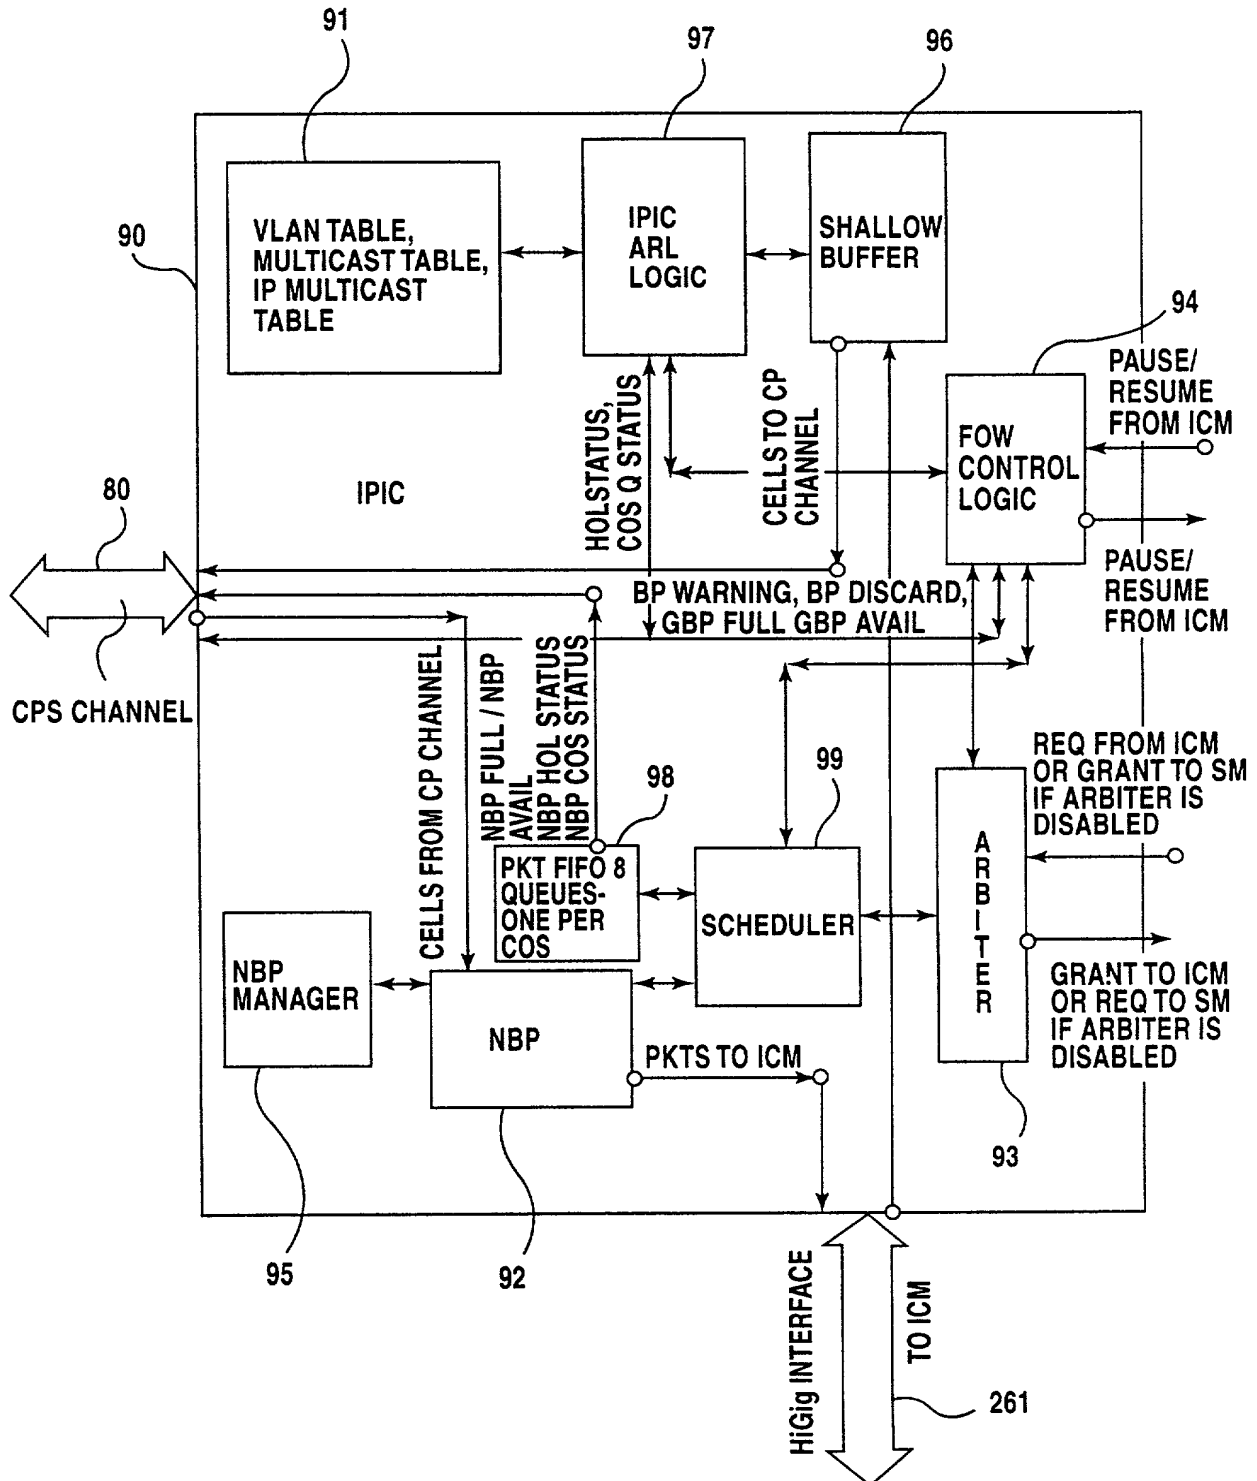 91
97
96
90
VLAN TABLE,
MULTICAST TABLE,
IP MULTICAST
TABLE
IPIC
ARL
LOGIC
SHALLOW
BUFFER
94
PAUSE/
RESUME
FROM ICM
HOLSTATUS,
COS Q STATUS
CELLS TO CP
CHANNEL
FOW
CONTROL
LOGIC
IPIC
80
PAUSE/
RESUME
FROM ICM
BP WARNING, BP DISCARD,
GBP FULL GBP AVAIL
CPS CHANNEL
CELLS FROM CP CHANNEL
NBP FULL / NBP
AVAIL
NBP HOL STATUS
NBP COS STATUS
98
99
REQ FROM ICM
OR GRANT TO SM
IF ARBITER IS
DISABLED
PKT FIFO 8
QUEUES-
ONE PER
COS
SCHEDULER
ARBITER
NBP
MANAGER
NBP
GRANT TO ICM
OR REQ TO SM
IF ARBITER IS
DISABLED
PKTS TO ICM
93
95
92
HiGig INTERFACE
TO ICM
261